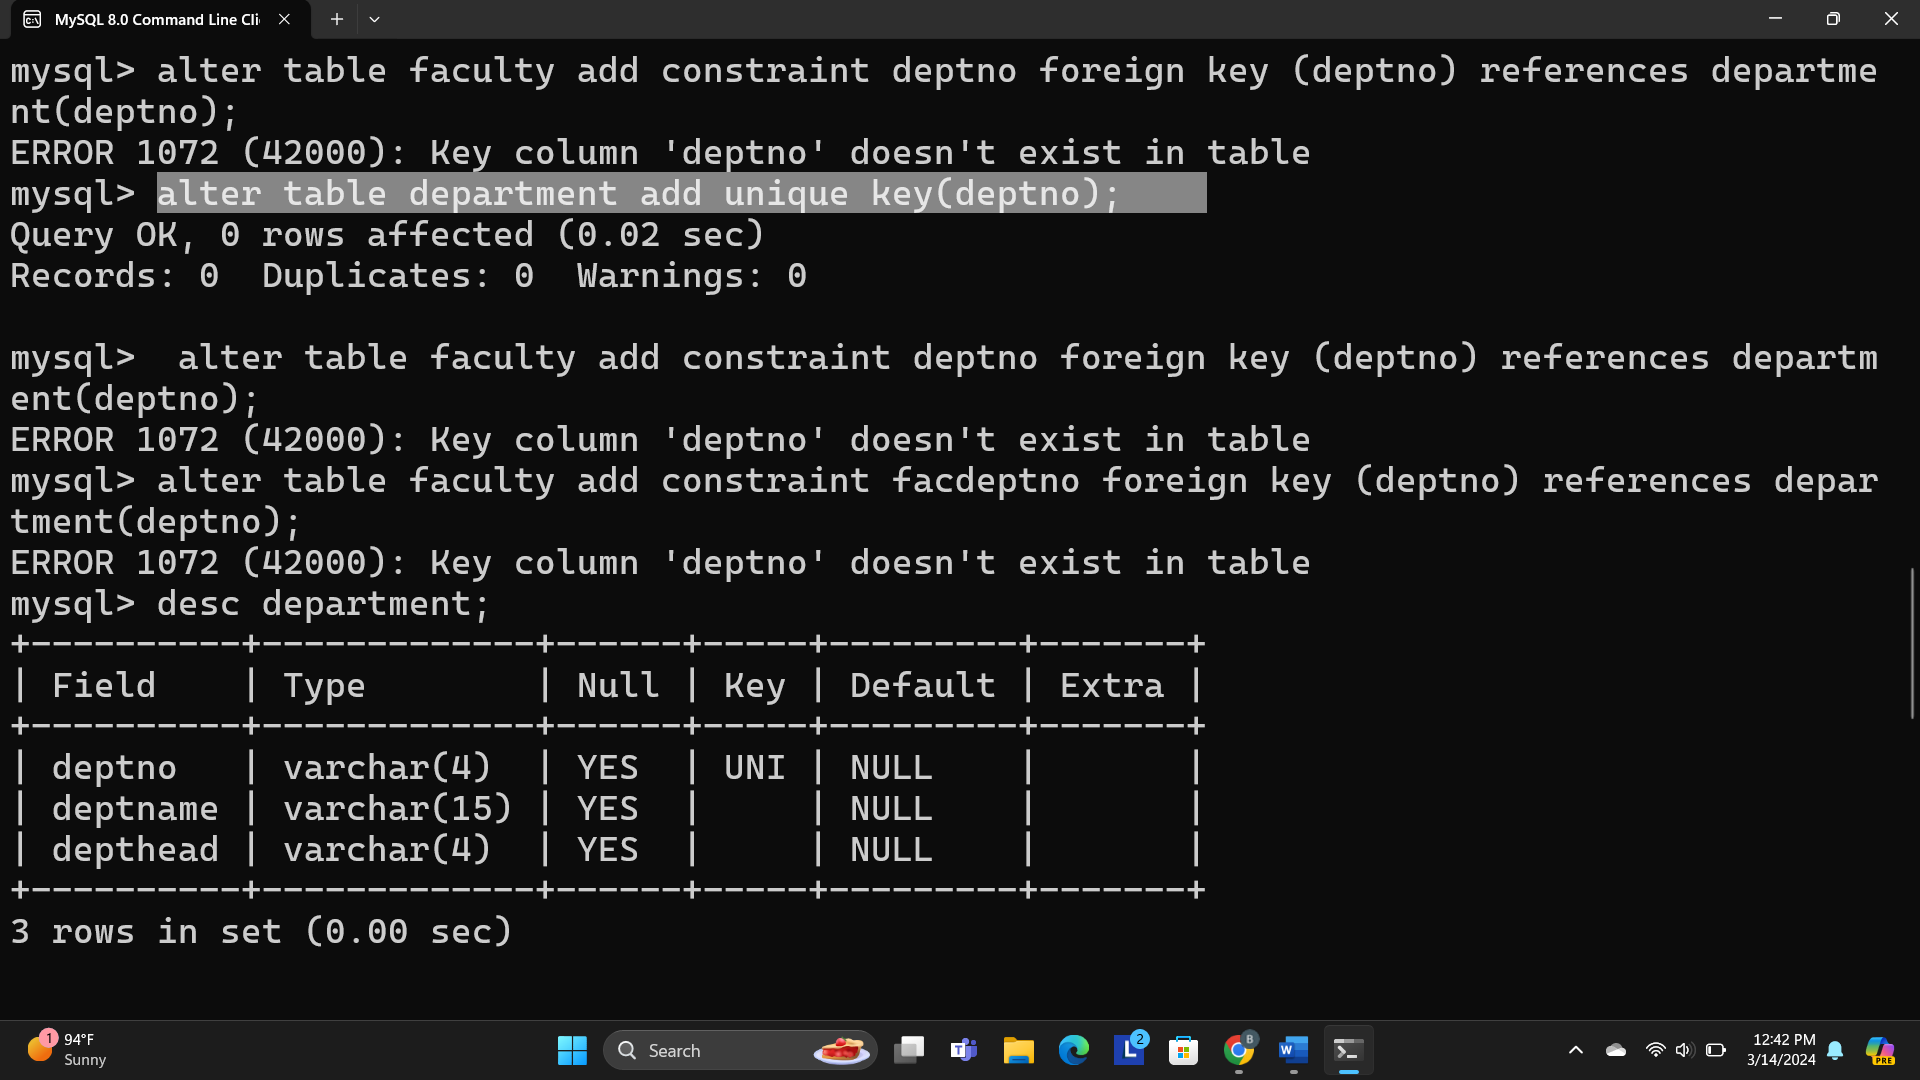 MySQL 8.0 Command Line Cli
mysql> alter table faculty add constraint deptno foreign key (deptno) references departme
nt(deptno);
ERROR 1072 (42000): Key column 'deptno' doesn't exist in table
mysql> alter table department add unique key(deptno);
Query OK, 0 rows affected (0.02 sec)
Records: 0  Duplicates: 0  Warnings: 0
mysql>  alter table faculty add constraint deptno foreign key (deptno) references departm
ent(deptno);
ERROR 1072 (42000): Key column 'deptno' doesn't exist in table
mysql> alter table faculty add constraint facdeptno foreign key (deptno) references depar
tment(deptno);
ERROR 1072 (42000): Key column 'deptno' doesn't exist in table
mysql> desc department;
+----------+-------------+------+-----+---------+-------+
| Field    | Type        | Null | Key | Default | Extra |
+----------+-------------+------+-----+---------+-------+
| deptno   | varchar(4)  | YES  | UNI | NULL    |       |
| deptname | varchar(15) | YES  |     | NULL    |       |
| depthead | varchar(4)  | YES  |     | NULL    |       |
+----------+-------------+------+-----+---------+-------+
3 rows in set (0.00 sec)
1 94°F
Sunny
Search
2
B
12:42 PM
3/14/2024
PRE